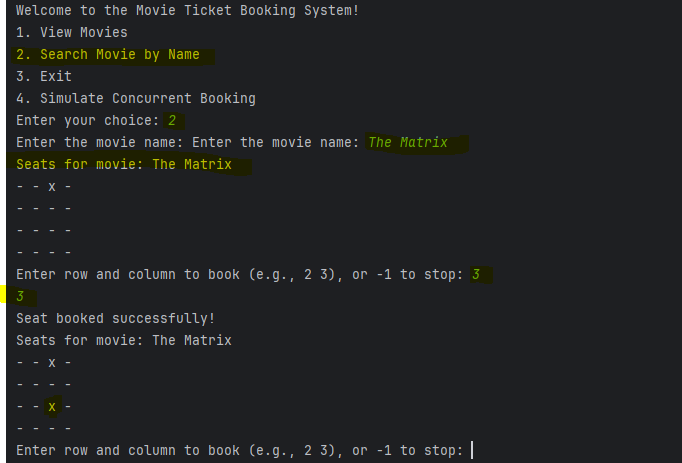 Welcome to the Movie Ticket Booking System!
1. View Movies
2. Search Movie by Name
3. Exit
4. Simulate Concurrent Booking
Enter your choice: 2
Enter the movie name: Enter the movie name: The Matrix
Seats for movie: The Matrix
- - x -
- - - -
- - - -
- - - -
Enter row and column to book (e.g., 2 3), or -1 to stop: 3
3
Seat booked successfully!
Seats for movie: The Matrix
- - x -
- - - -
- - x -
- - - -
Enter row and column to book (e.g., 2 3), or -1 to stop: